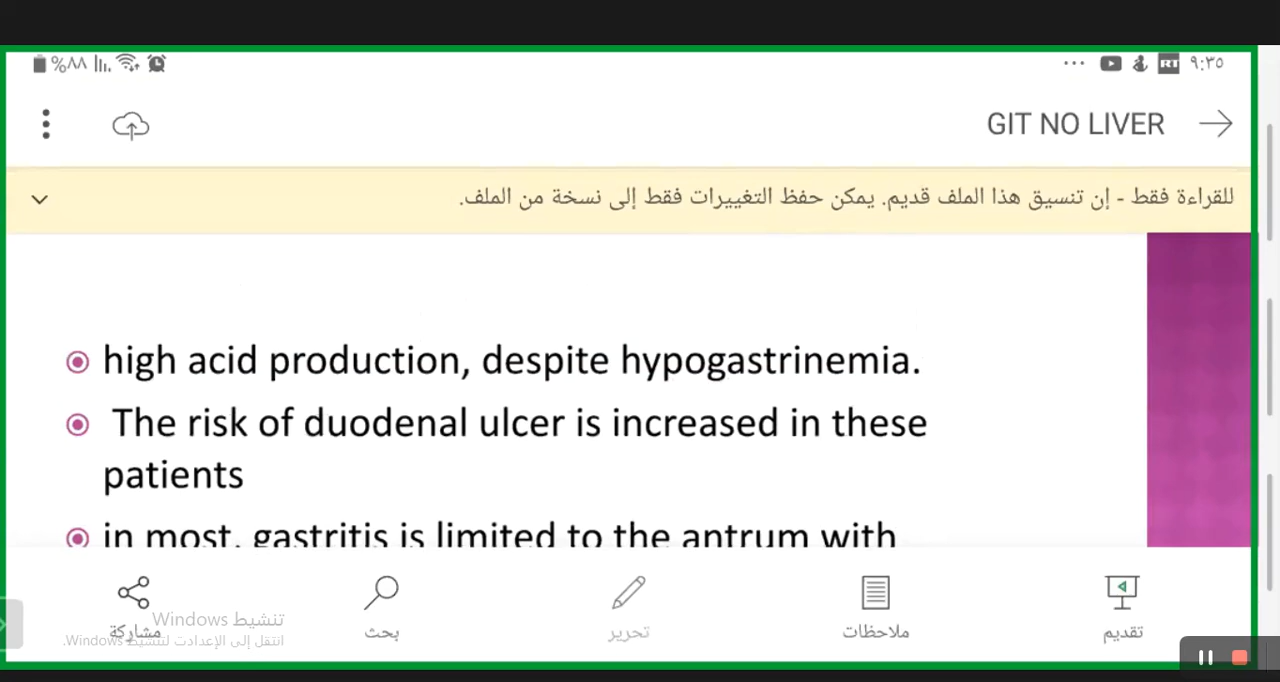 %٨٨ RT ٩:٣٥
GIT NO LIVER
للقراءة فقط - إن تنسيق هذا الملف قديم. يمكن حفظ التغييرات فقط إلى نسخة من الملف.
high acid production, despite hypogastrinemia.
The risk of duodenal ulcer is increased in these
patients
in most, gastritis is limited to the antrum with
تقديم ملاحظات تحرير بحث مشاركة
تنشيط Windows
انتقل إلى الإعدادات لتنشيط Windows.